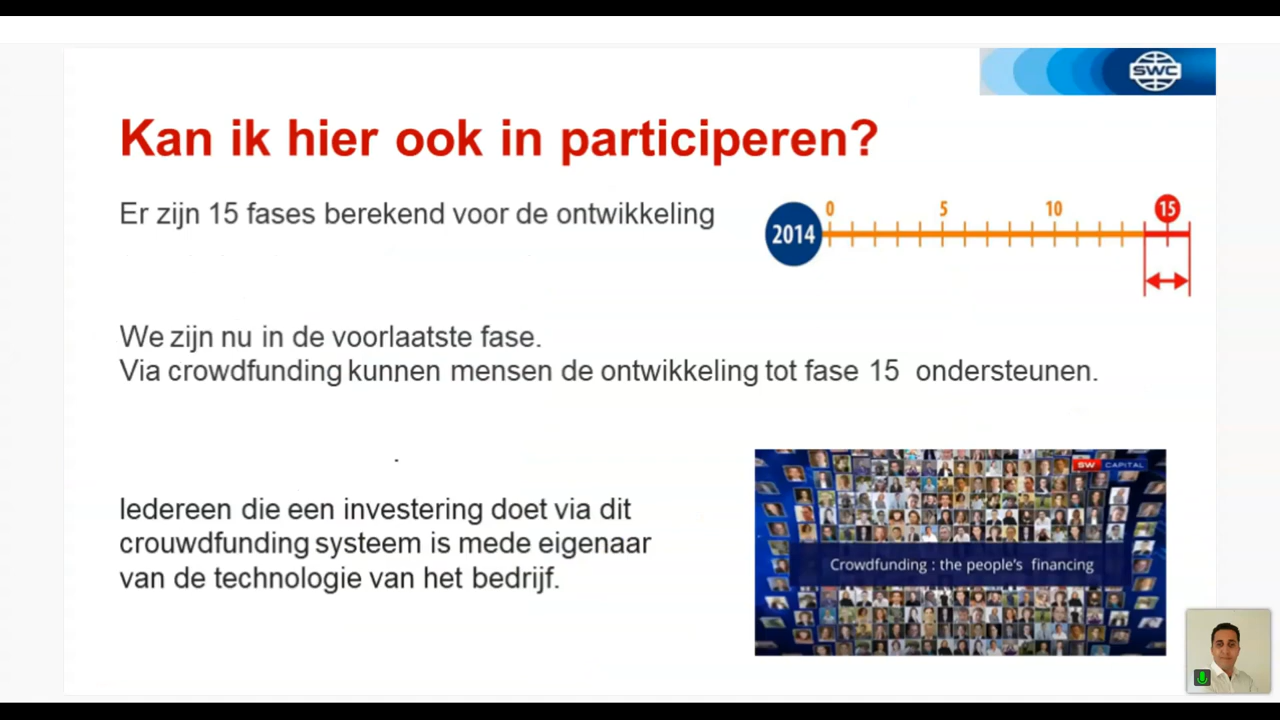 SWC
Kan ik hier ook in participeren?
Er zijn 15 fases berekend voor de ontwikkeling
2014
0 5 10 15
We zijn nu in de voorlaatste fase.
Via crowdfunding kunnen mensen de ontwikkeling tot fase 15 ondersteunen.
Iedereen die een investering doet via dit
crouwdfunding systeem is mede eigenaar
van de technologie van het bedrijf.
SW CAPITAL
Crowdfunding : the people's financing